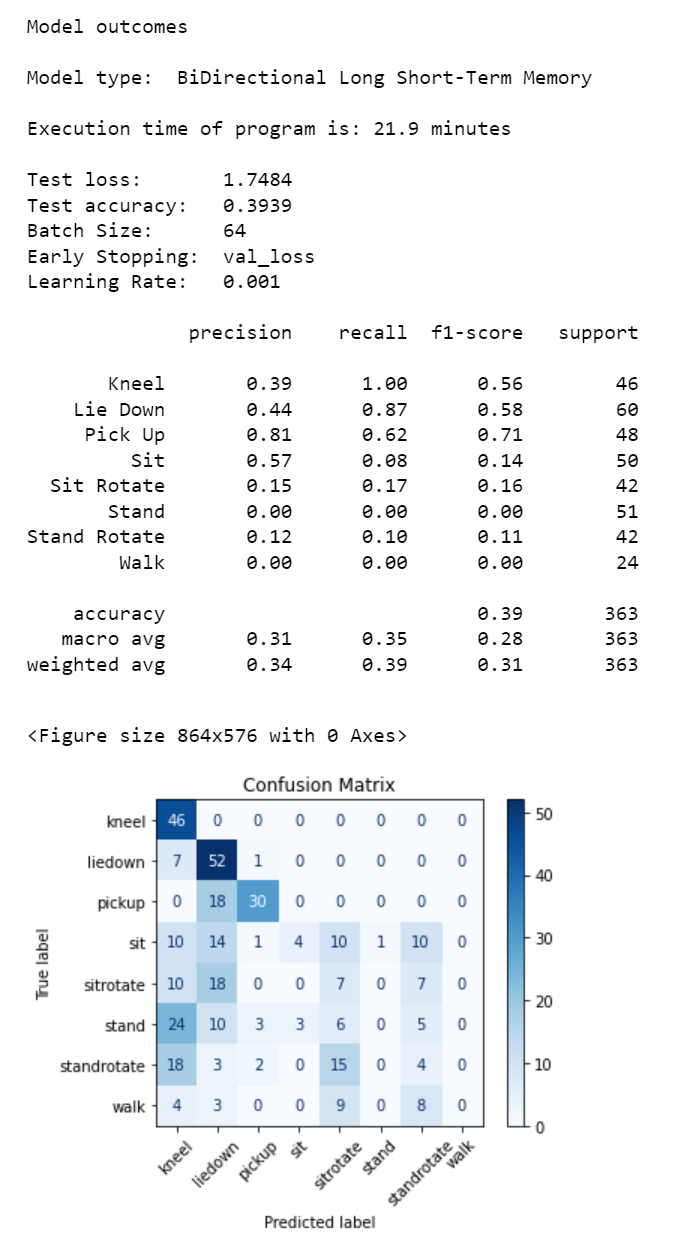 Model outcomes
Model type:  BiDirectional Long Short-Term Memory
Execution time of program is: 21.9 minutes
Test loss:       1.7484
Test accuracy:   0.3939
Batch Size:      64
Early Stopping:  val_loss
Learning Rate:   0.001
precision    recall  f1-score   support
Kneel       0.39      1.00      0.56        46
Lie Down       0.44      0.87      0.58        60
Pick Up       0.81      0.62      0.71        48
Sit       0.57      0.08      0.14        50
Sit Rotate       0.15      0.17      0.16        42
Stand       0.00      0.00      0.00        51
Stand Rotate       0.12      0.10      0.11        42
Walk       0.00      0.00      0.00        24
accuracy                           0.39       363
macro avg       0.31      0.35      0.28       363
weighted avg       0.34      0.39      0.31       363
<Figure size 864x576 with 0 Axes>
Confusion Matrix
kneel 46 0 0 0 0 0 0 0
liedown 7 52 1 0 0 0 0 0
pickup 0 18 30 0 0 0 0 0
sit 10 14 1 4 10 1 10 0
sitrotate 10 18 0 0 7 0 7 0
stand 24 10 3 3 6 0 5 0
standrotate 18 3 2 0 15 0 4 0
walk 4 3 0 0 9 0 8 0
kneel liedown pickup sit sitrotate stand standrotate walk
Predicted label
True label
50
40
30
20
10
0